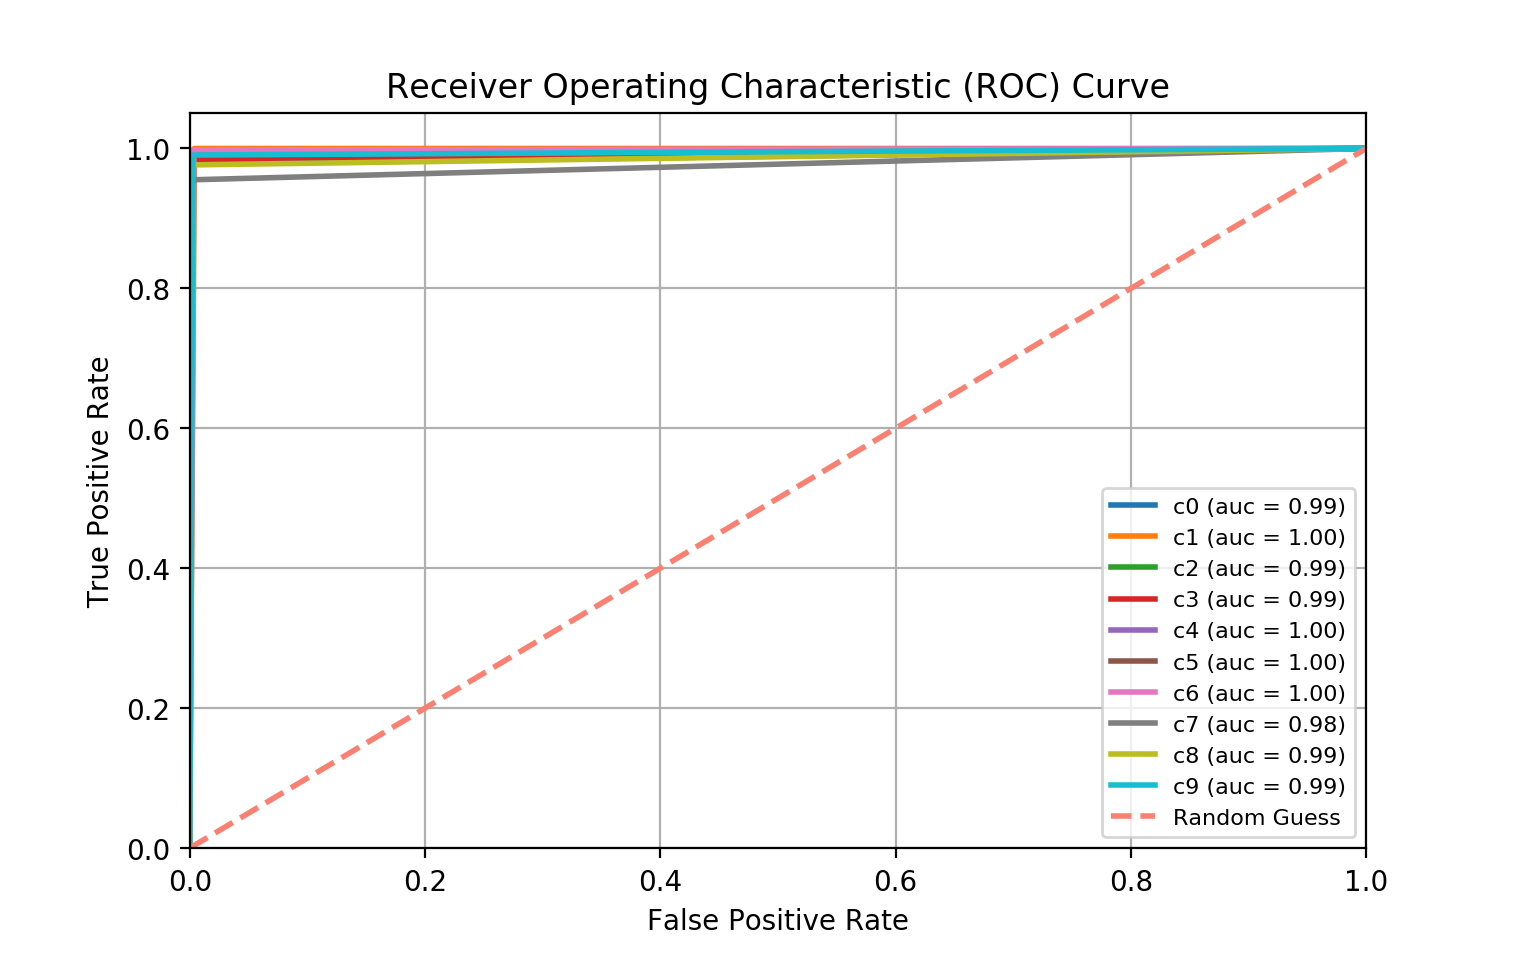 Receiver Operating Characteristic (ROC) Curve
True Positive Rate
1.0
0.8
0.6
0.4
0.2
0.0
0.0 0.2 0.4 0.6 0.8 1.0
False Positive Rate
c0 (auc = 0.99)
c1 (auc = 1.00)
c2 (auc = 0.99)
c3 (auc = 0.99)
c4 (auc = 1.00)
c5 (auc = 1.00)
c6 (auc = 1.00)
c7 (auc = 0.98)
c8 (auc = 0.99)
c9 (auc = 0.99)
Random Guess